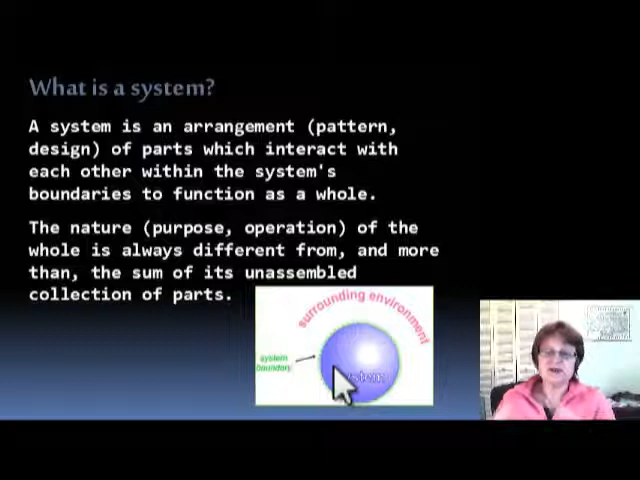 What is a system?
A system is an arrangement (pattern,
design) of parts which interact with
each other within the system's
boundaries to function as a whole.
The nature (purpose, operation) of the
whole is always different from, and more
than, the sum of its unassembled
collection of parts.
surrounding environment
system
boundary